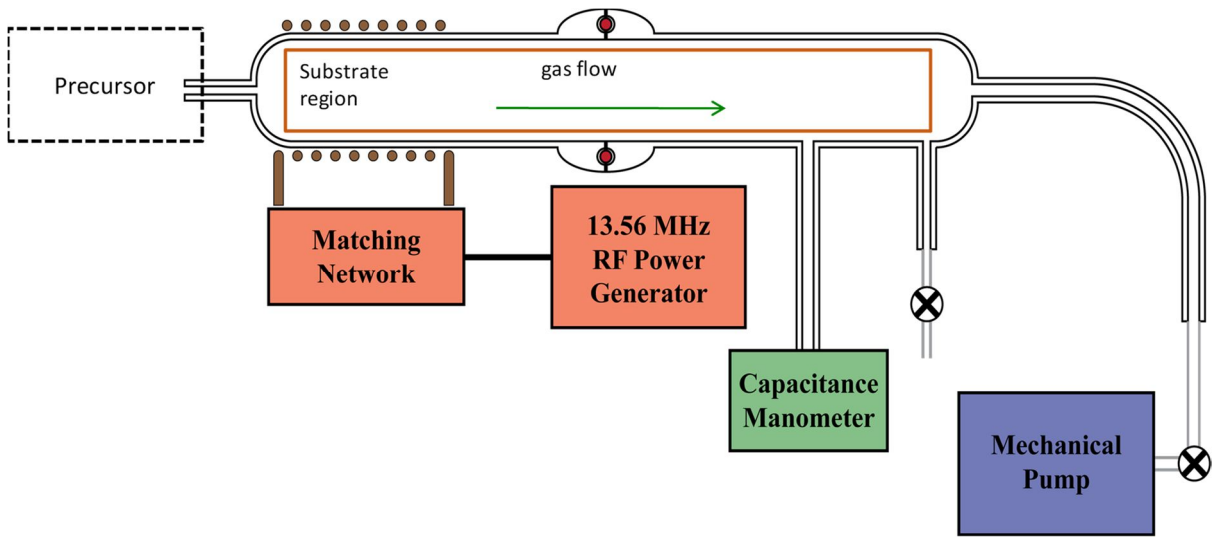 Precursor
Substrate
region
gas flow
Matching
Network
13.56 MHz
RF Power
Generator
Capacitance
Manometer
Mechanical
Pump